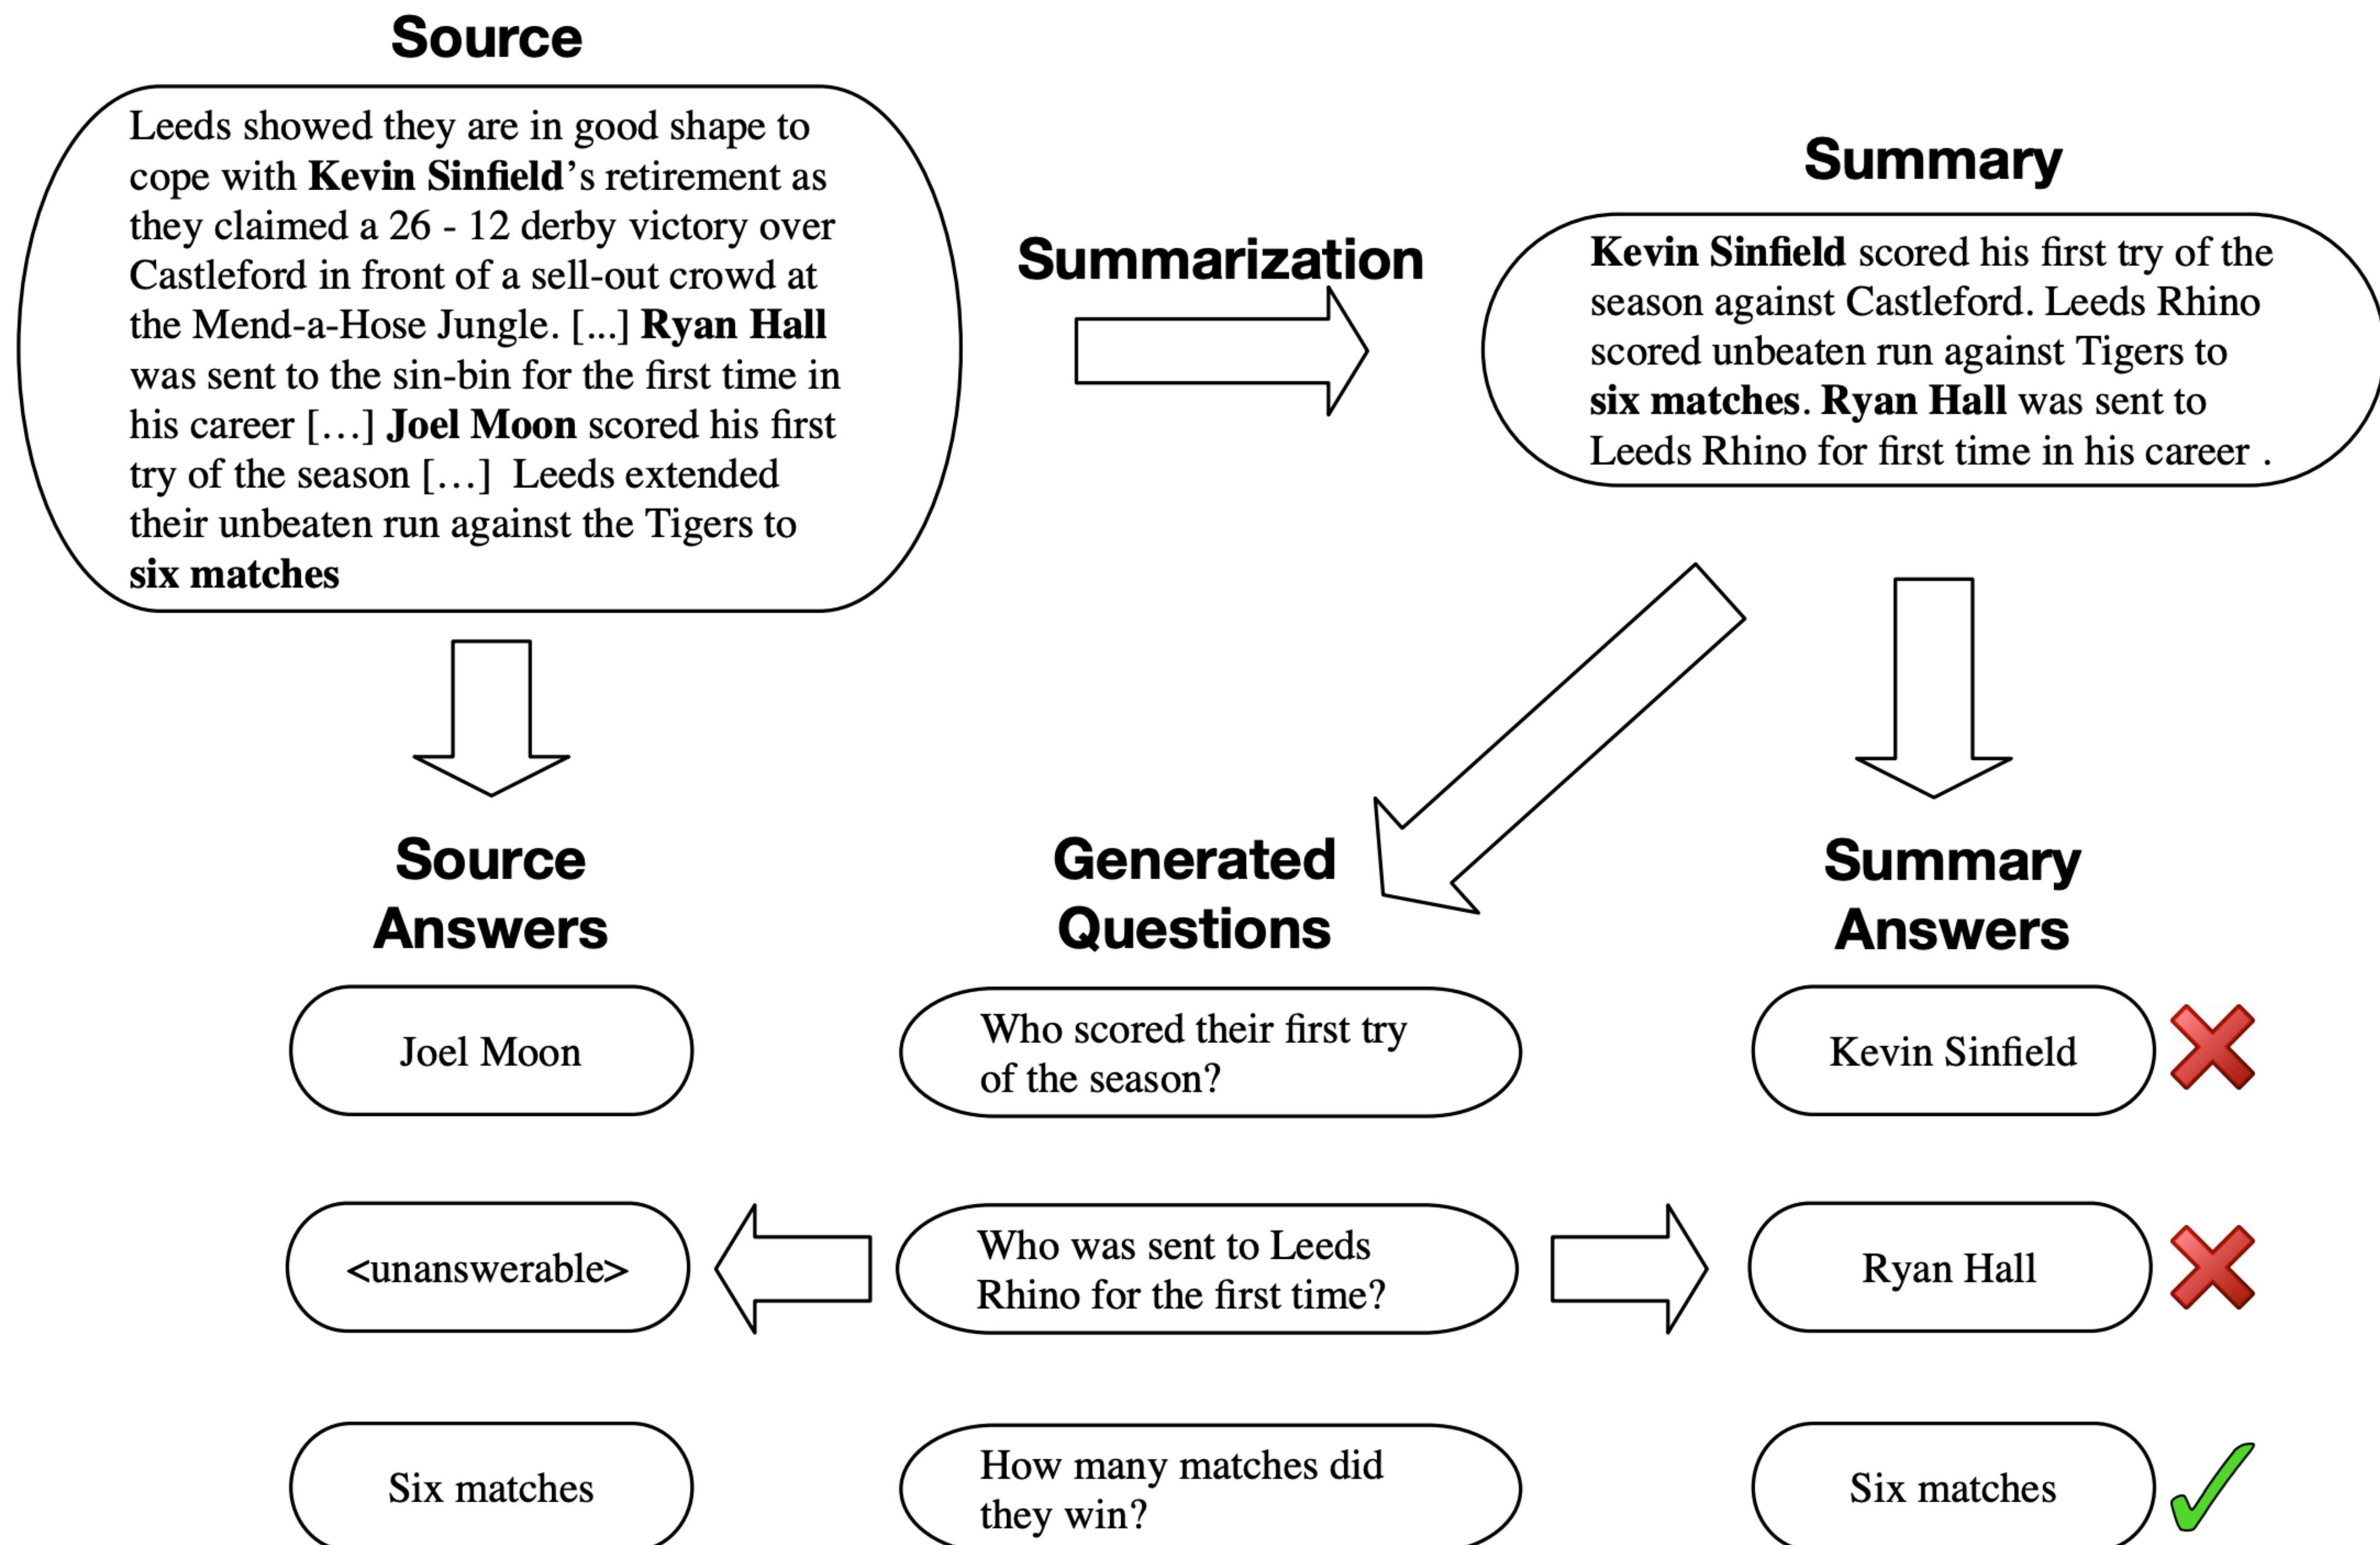 Source
Leeds showed they are in good shape to
cope with Kevin Sinfield's retirement as
they claimed a 26 - 12 derby victory over
Castleford in front of a sell-out crowd at
the Mend-a-Hose Jungle. [...] Ryan Hall
was sent to the sin-bin for the first time in
his career […] Joel Moon scored his first
try of the season […] Leeds extended
their unbeaten run against the Tigers to
six matches
Summarization
Summary
Kevin Sinfield scored his first try of the
season against Castleford. Leeds Rhino
scored unbeaten run against Tigers to
six matches. Ryan Hall was sent to
Leeds Rhino for first time in his career .
Source
Answers
Generated
Questions
Summary
Answers
Joel Moon
Who scored their first try
of the season?
Kevin Sinfield
<unanswerable>
Who was sent to Leeds
Rhino for the first time?
Ryan Hall
Six matches
How many matches did
they win?
Six matches